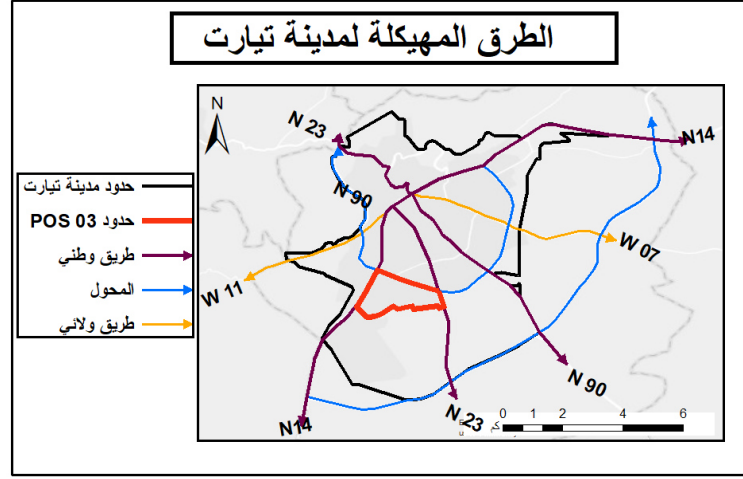 الطرق المهيكلة لمدينة تيارت
N
N 23
N14
N 90
حدود مدينة تيارت
حدود POS 03
طريق وطني
المحول
طريق ولائي
W 07
W 11
N 90
N 23
N14
0 1 2 4 6
كم